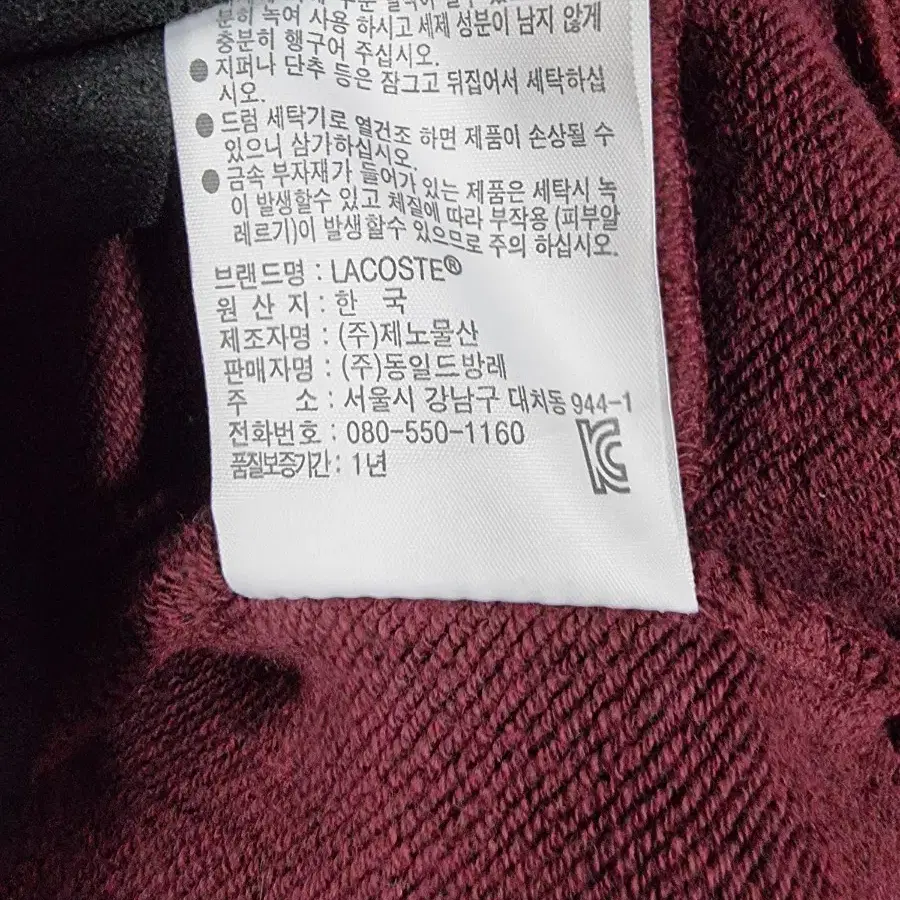 분히 녹여 사용 하시고 세제 성분이 남지 않게
충분히 행구어 주십시오.
● 지퍼나 단추 등은 잠그고 뒤집어서 세탁하십
시오.
● 드럼 세탁기로 열건조 하면 제품이 손상될 수
있으니 삼가하십시오.
● 금속 부자재가 들어가 있는 제품은 세탁시 녹
이 발생할수 있고 체질에 따라 부작용 (피부알
레르기)이 발생할수 있으므로 주의 하십시오.
브랜드명 : LACOSTE®
원 산 지 : 한 국
제조자명 : (주)제노물산
판매자명 : (주)동일드방레
주 소 : 서울시 강남구 대치동 944-1
전화번호 : 080-550-1160
품질보증기간 : 1년